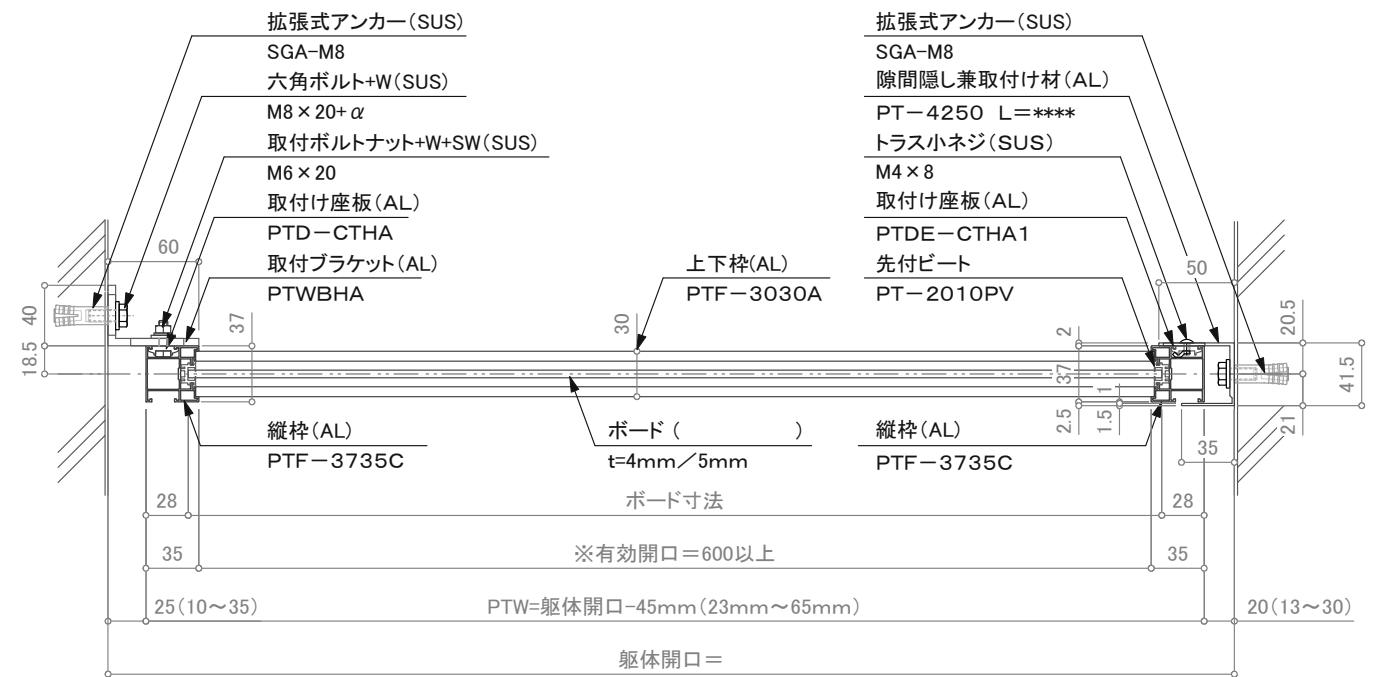 拡張式アンカー(SUS)
SGA-M8
六角ボルト+W(SUS)
M8×20+α
取付ボルトナット+W+SW(SUS)
M6×20
取付け座板(AL)
PTD-CTHA
取付ブラケット(AL)
PTWBHA
上下枠(AL)
PTF-3030A
拡張式アンカー(SUS)
SGA-M8
隙間隠し兼取付け材(AL)
PT-4250 L=****
トラス小ネジ(SUS)
M4×8
取付け座板(AL)
PTDE-CTHA1
先付ビート
PT-2010PV
60
40
18.5
37
30
50
2
37
1
2.5
1.5
20.5
41.5
21
35
縦枠(AL)
PTF-3735C
ボード( )
t=4mm/5mm
縦枠(AL)
PTF-3735C
28
ボード寸法
28
35
※有効開口=600以上
35
25(10~35)
PTW=躯体開口-45mm(23mm~65mm)
20(13~30)
躯体開口=